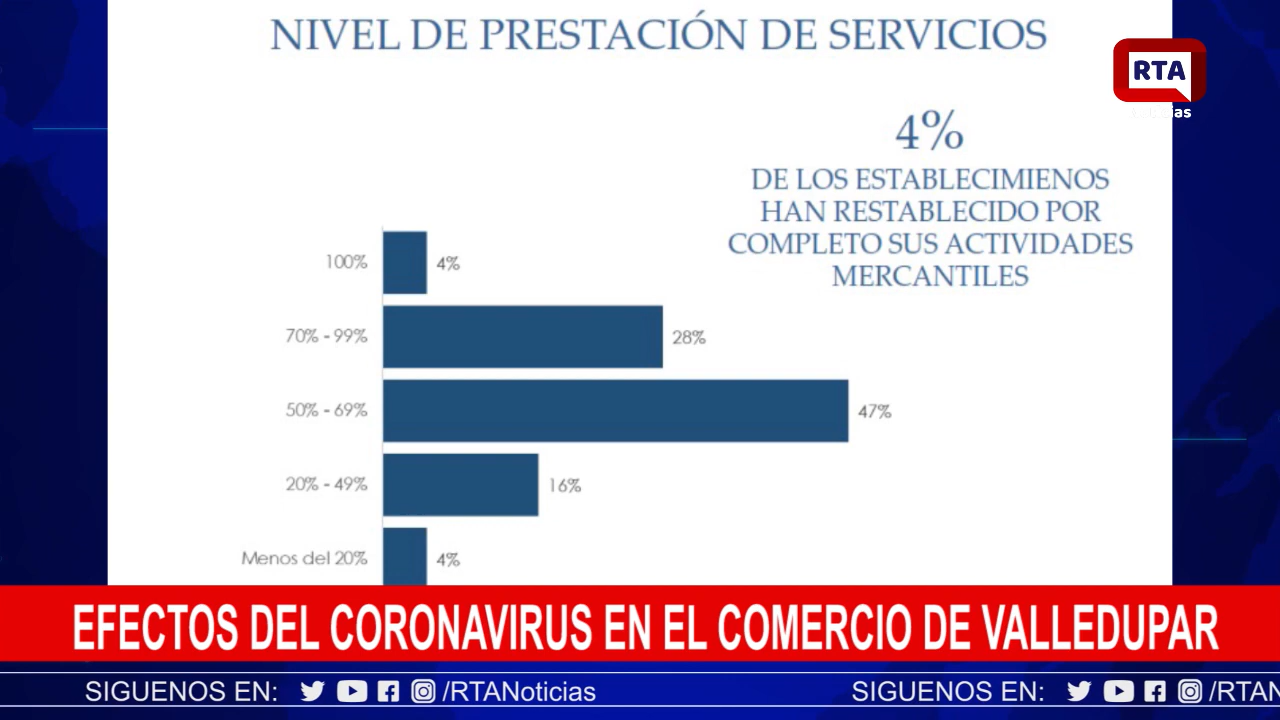 NIVEL DE PRESTACIÓN DE SERVICIOS
RTA
4%
DE LOS ESTABLECIMIENOS
HAN RESTABLECIDO POR
COMPLETO SUS ACTIVIDADES
MERCANTILES
100% 4%
70% - 99% 28%
50% - 69% 47%
20% - 49% 16%
Menos del 20% 4%
EFECTOS DEL CORONAVIRUS EN EL COMERCIO DE VALLEDUPAR
SIGUENOS EN: /RTANoticias SIGUENOS EN: /RTAN